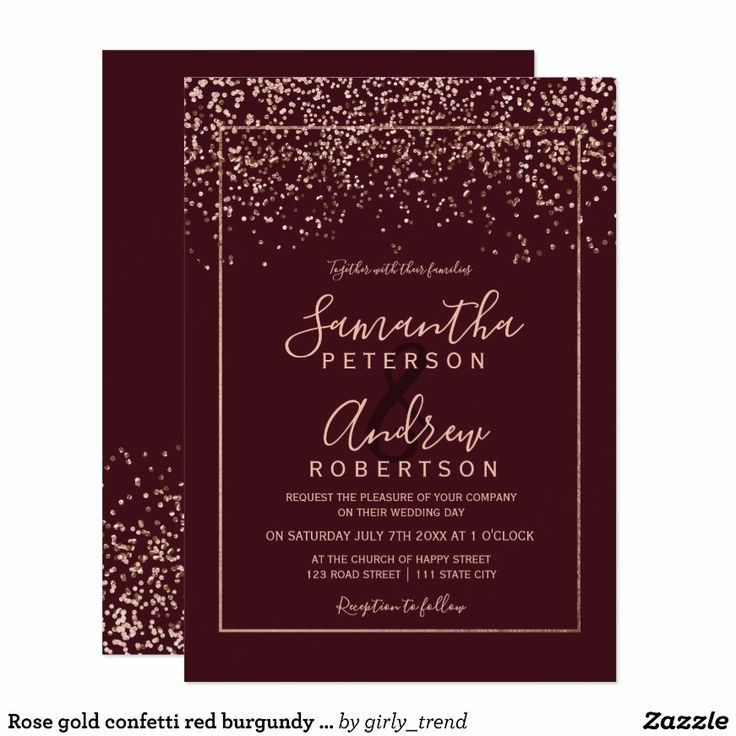 Together with their families
Samantha
PETERSON
&
Andrew
ROBERTSON
REQUEST THE PLEASURE OF YOUR COMPANY
ON THEIR WEDDING DAY
ON SATURDAY JULY 7TH 20XX AT 1 O'CLOCK
AT THE CHURCH OF HAPPY STREET
123 ROAD STREET | 111 STATE CITY
Reception to follow
Rose gold confetti red burgundy ... by girly_trend
Zazzle